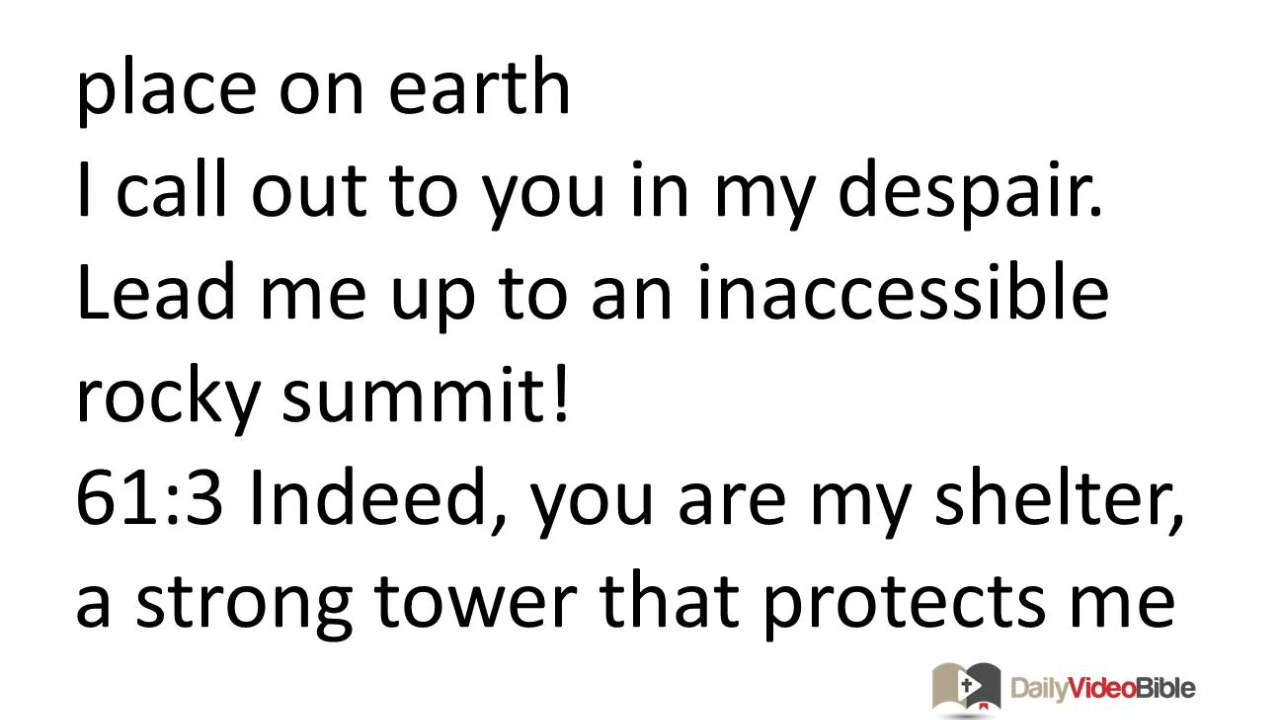 place on earth
I call out to you in my despair.
Lead me up to an inaccessible
rocky summit!
61:3 Indeed, you are my shelter,
a strong tower that protects me
DailyVideoBible